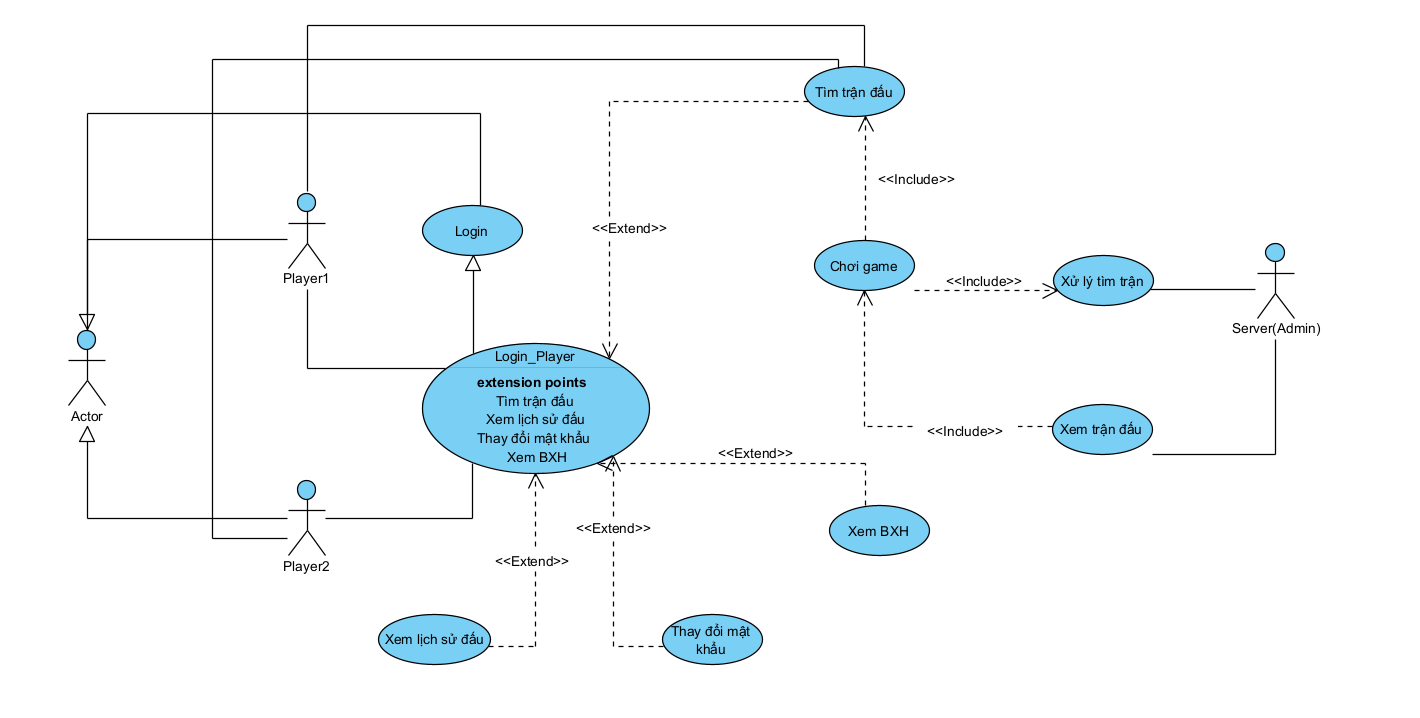 Tìm trận đấu
<<Include>>
<<Extend>>
Login
Player1
Chơi game
<<Include>>
Xử lý tìm trận
Server(Admin)
Actor
Login_Player
extension points
Tìm trận đấu
Xem lịch sử đấu
Thay đổi mật khẩu
Xem BXH
<<Include>>
Xem trận đấu
<<Extend>>
<<Extend>>
Xem BXH
<<Extend>>
Player2
Xem lịch sử đấu
Thay đổi mật
khẩu